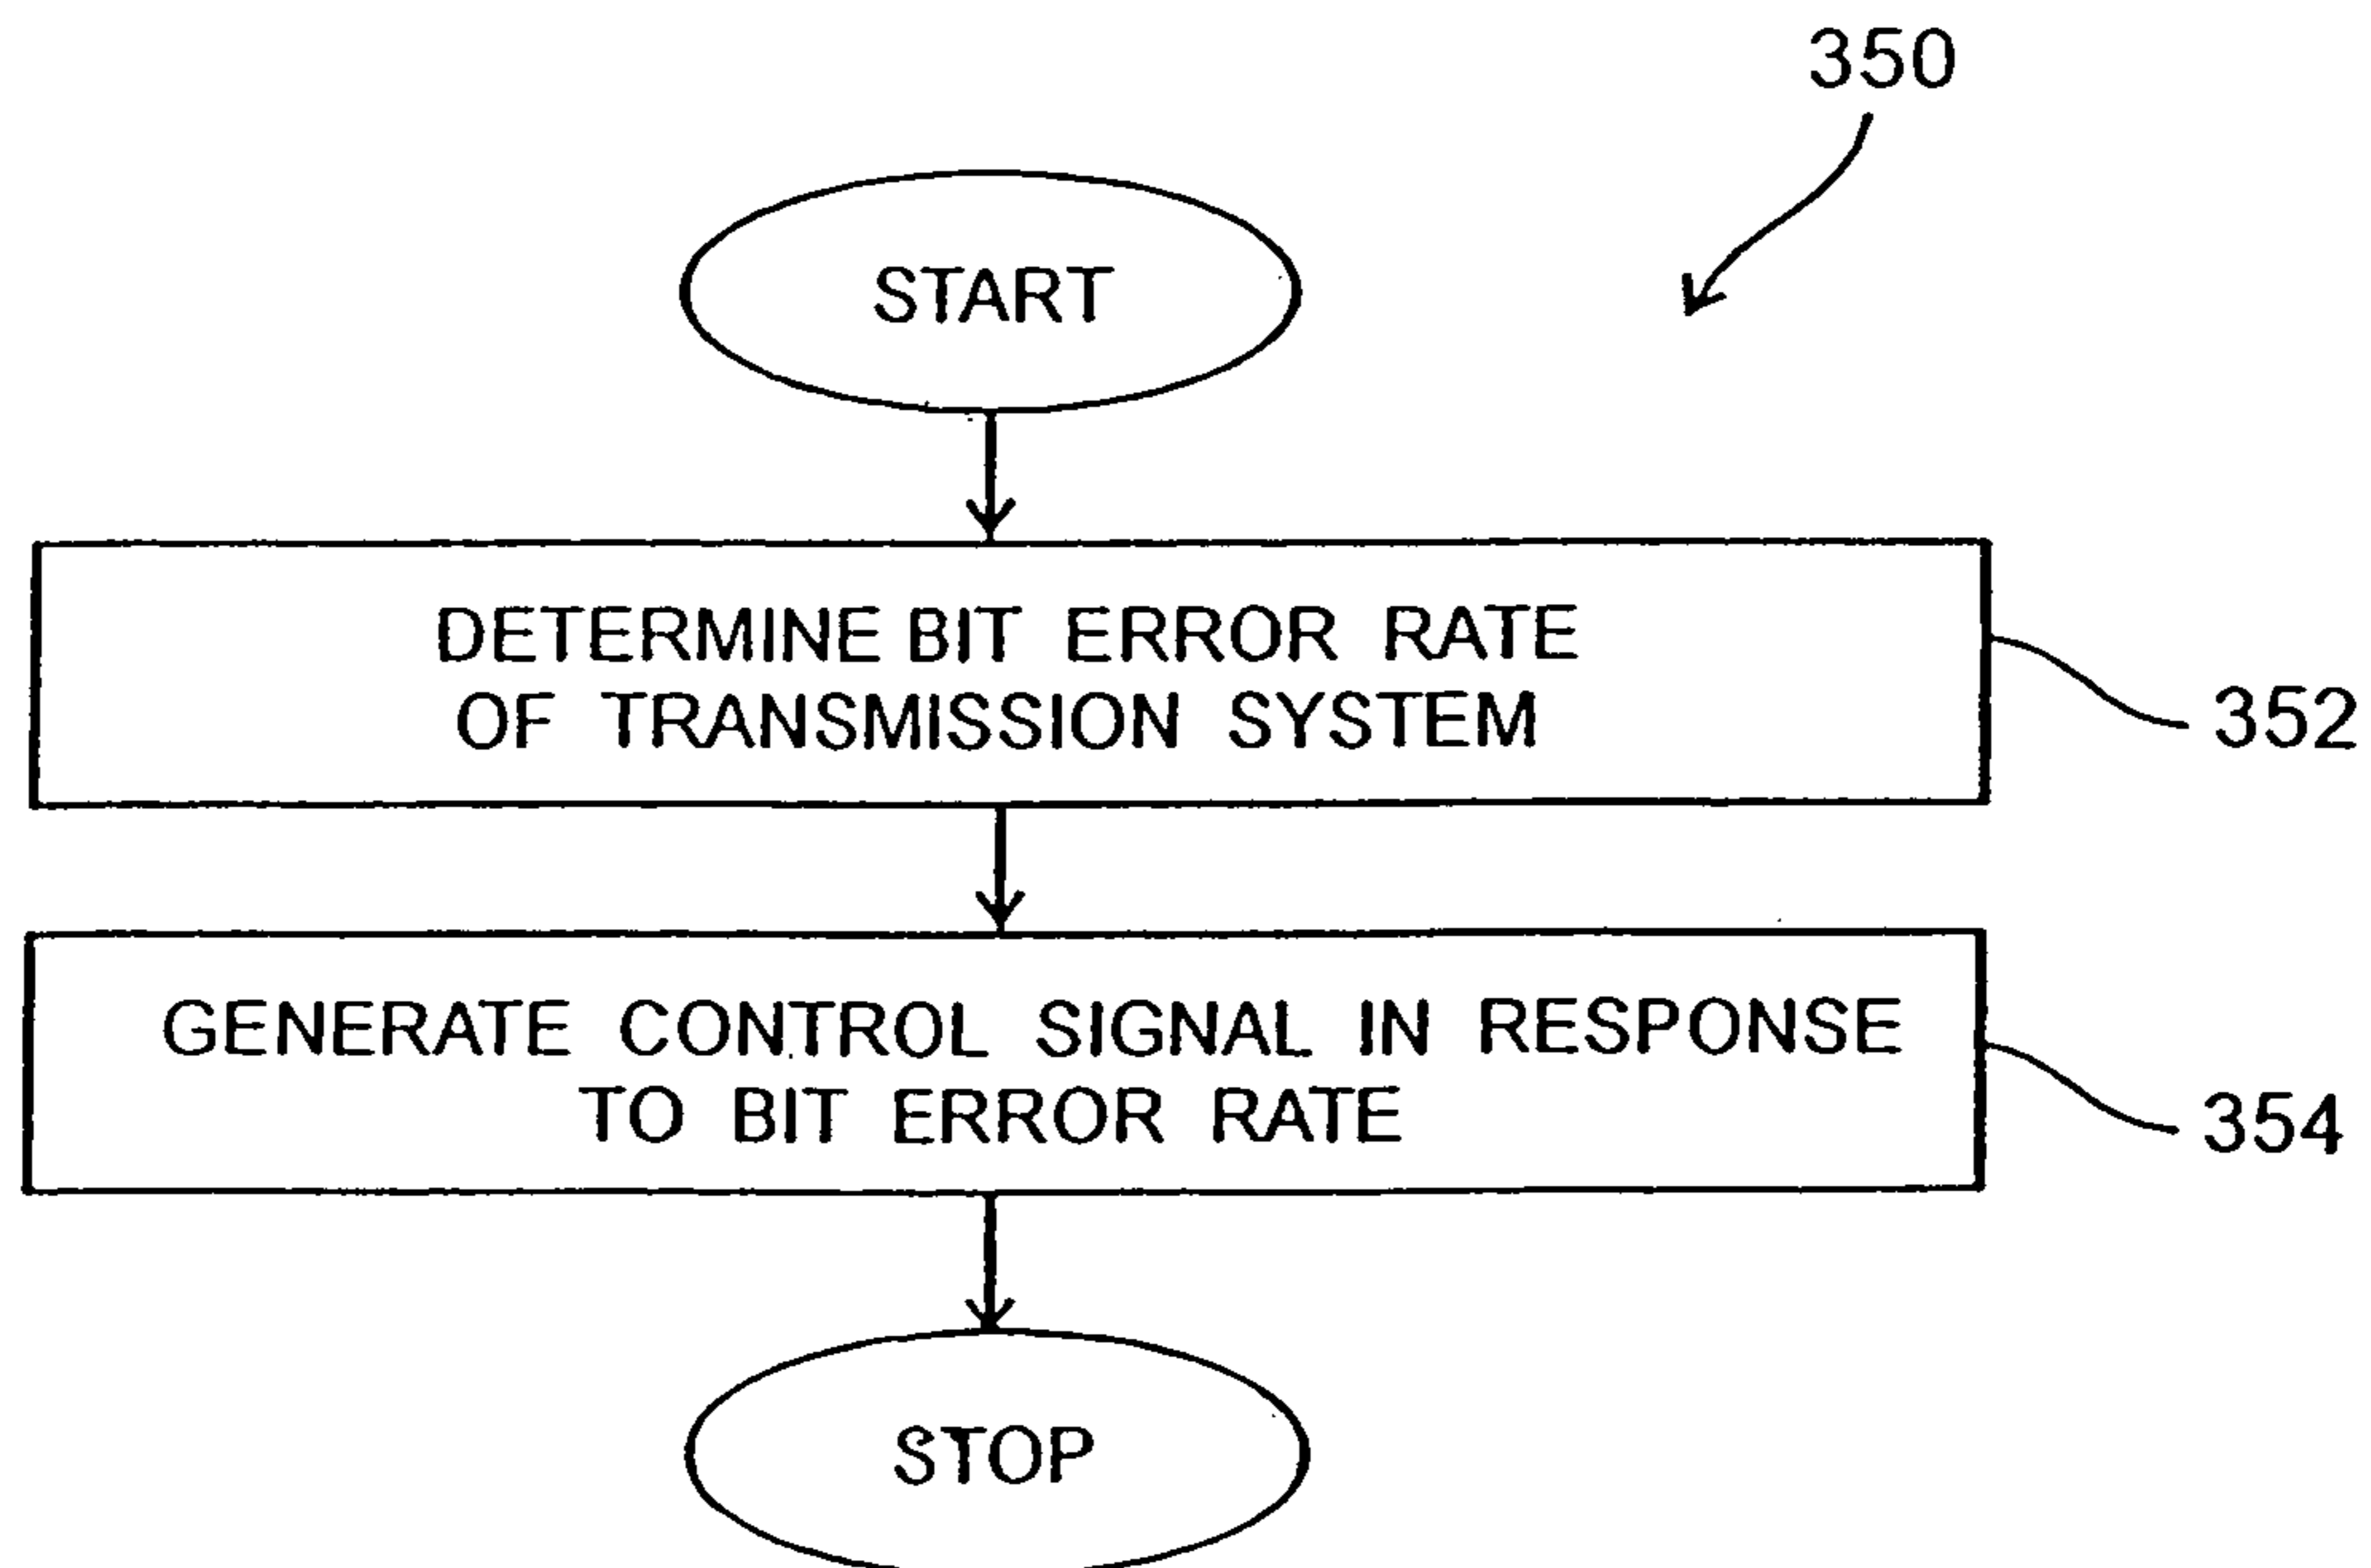 350
START
DETERMINE BIT ERROR RATE
OF TRANSMISSION SYSTEM
352
GENERATE CONTROL SIGNAL IN RESPONSE
TO BIT ERROR RATE
354
STOP